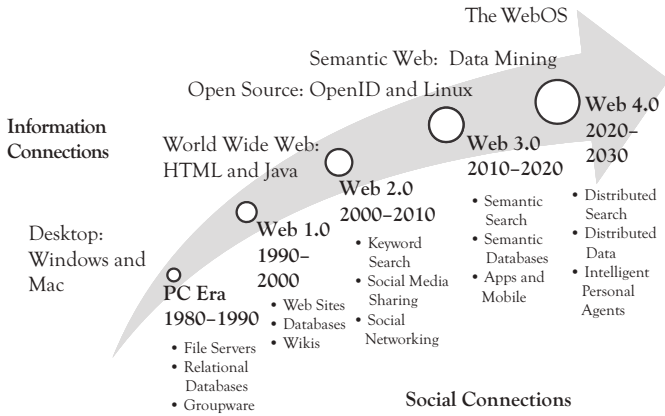 The WebOS
Semantic Web: Data Mining
Open Source: OpenID and Linux
Information
Connections
World Wide Web:
HTML and Java
Desktop:
Windows and
Mac
PC Era
1980–1990
• File Servers
• Relational
Databases
• Groupware
Web 1.0
1990–
2000
• Web Sites
• Databases
• Wikis
Web 2.0
2000–2010
• Keyword
Search
• Social Media
Sharing
• Social
Networking
Web 3.0
2010–2020
• Semantic
Search
• Semantic
Databases
• Apps and
Mobile
Web 4.0
2020–
2030
• Distributed
Search
• Distributed
Data
• Intelligent
Personal
Agents
Social Connections